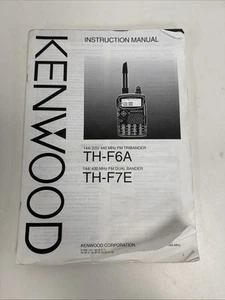 INSTRUCTION MANUAL
KENWOOD
144/ 220/ 440 MHz FM TRIBANDER
TH-F6A
144/ 430 MHz FM DUAL BANDER
TH-F7E
KENWOOD CORPORATION